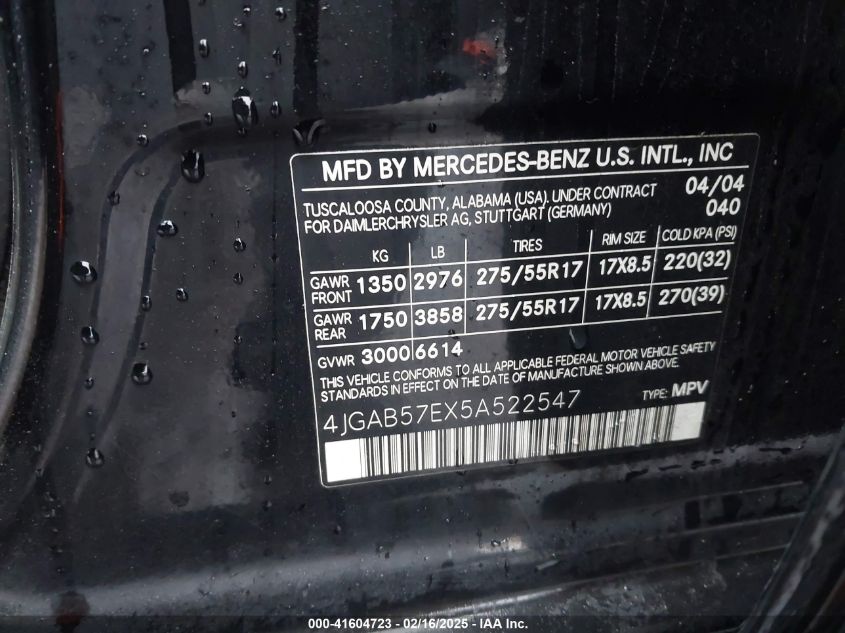 MFD BY MERCEDES-BENZ U.S. INTL., INC
TUSCALOOSA COUNTY, ALABAMA (USA). UNDER CONTRACT 04/04
FOR DAIMLERCHRYSLER AG, STUTTGART (GERMANY) 040
KG LB TIRES RIM SIZE COLD KPA (PSI)
GAWR FRONT 1350 2976 275/55R17 17X8.5 220(32)
GAWR REAR 1750 3858 275/55R17 17X8.5 270(39)
GVWR 3000 6614
THIS VEHICLE CONFORMS TO ALL APPLICABLE FEDERAL MOTOR VEHICLE SAFETY
STANDARDS IN EFFECT ON THE DATE OF MANUFACTURE SHOWN ABOVE.
4JGAB57EX5A522547 TYPE: MPV
000-41604723 - 02/16/2025 - IAA Inc.